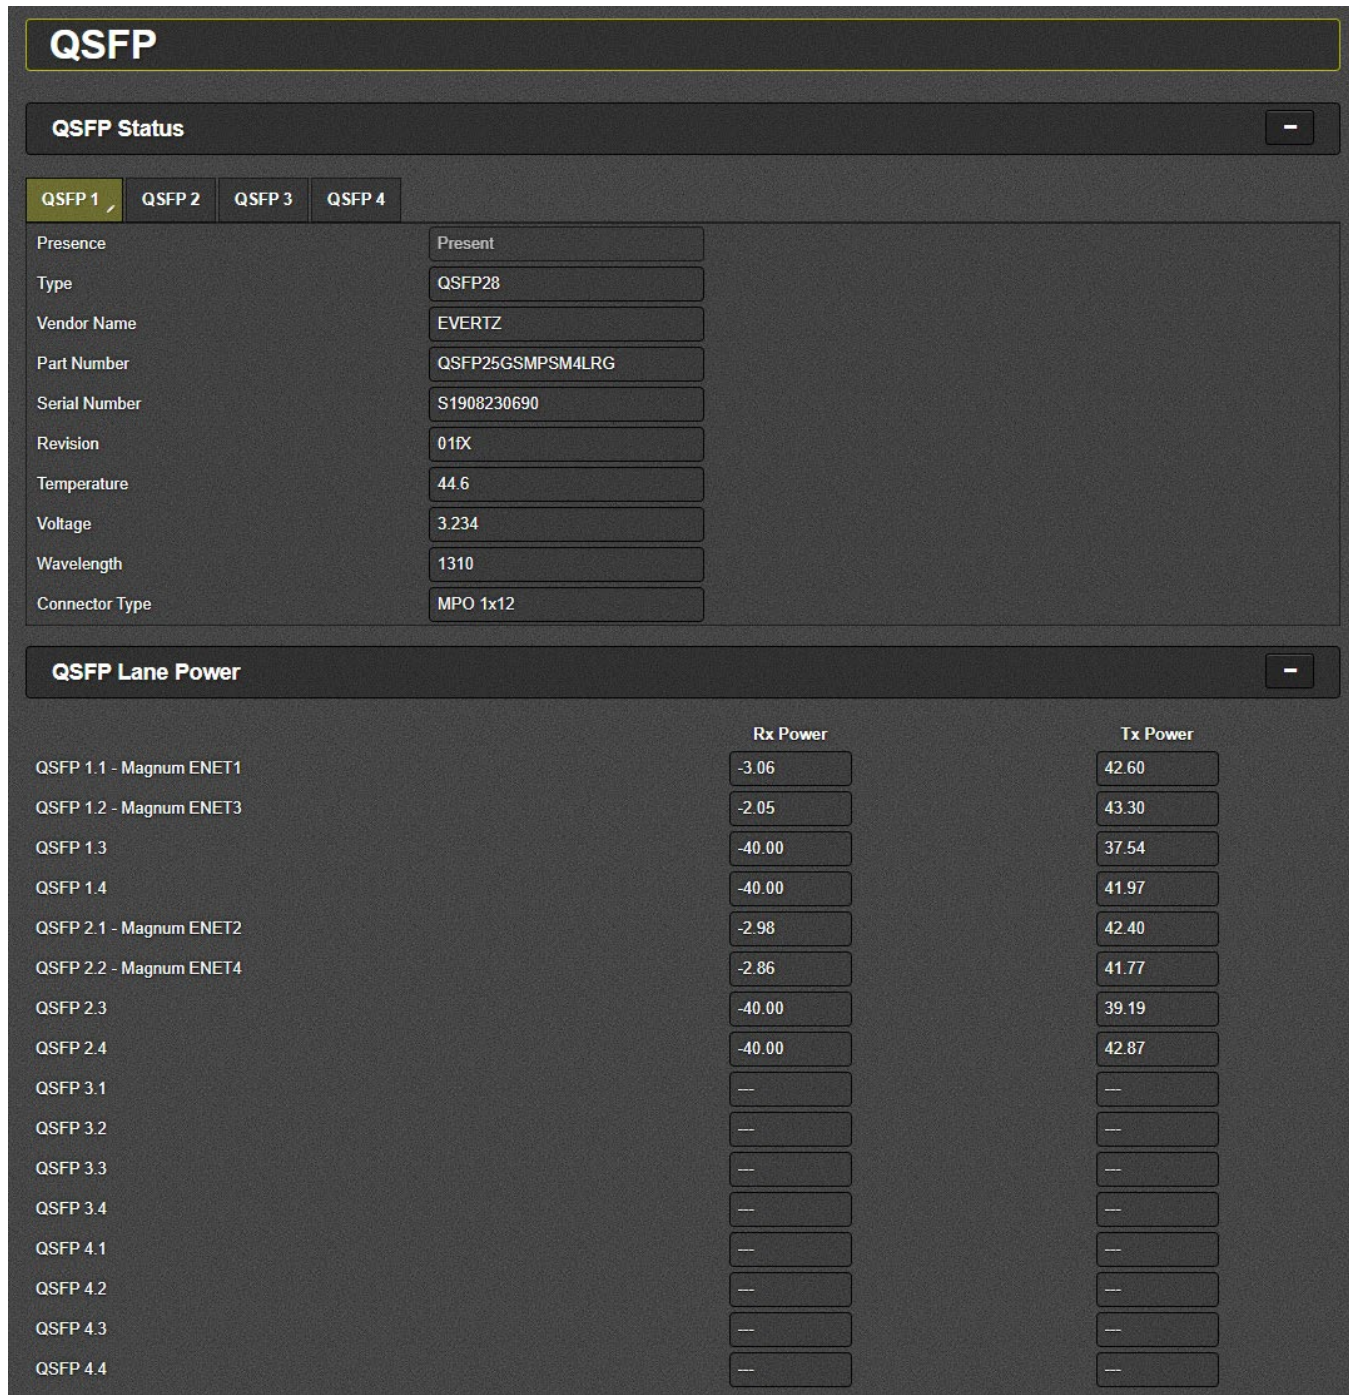 QSFP
QSFP Status
QSFP 1 QSFP 2 QSFP 3 QSFP 4
Presence Present
Type QSFP28
Vendor Name EVERTZ
Part Number QSFP25GSMPSM4LRG
Serial Number S1908230690
Revision 01fX
Temperature 44.6
Voltage 3.234
Wavelength 1310
Connector Type MPO 1x12
QSFP Lane Power
Rx Power Tx Power
QSFP 1.1 - Magnum ENET1 -3.06 42.60
QSFP 1.2 - Magnum ENET3 -2.05 43.30
QSFP 1.3 -40.00 37.54
QSFP 1.4 -40.00 41.97
QSFP 2.1 - Magnum ENET2 -2.98 42.40
QSFP 2.2 - Magnum ENET4 -2.86 41.77
QSFP 2.3 -40.00 39.19
QSFP 2.4 -40.00 42.87
QSFP 3.1 --- ---
QSFP 3.2 --- ---
QSFP 3.3 --- ---
QSFP 3.4 --- ---
QSFP 4.1 --- ---
QSFP 4.2 --- ---
QSFP 4.3 --- ---
QSFP 4.4 --- ---